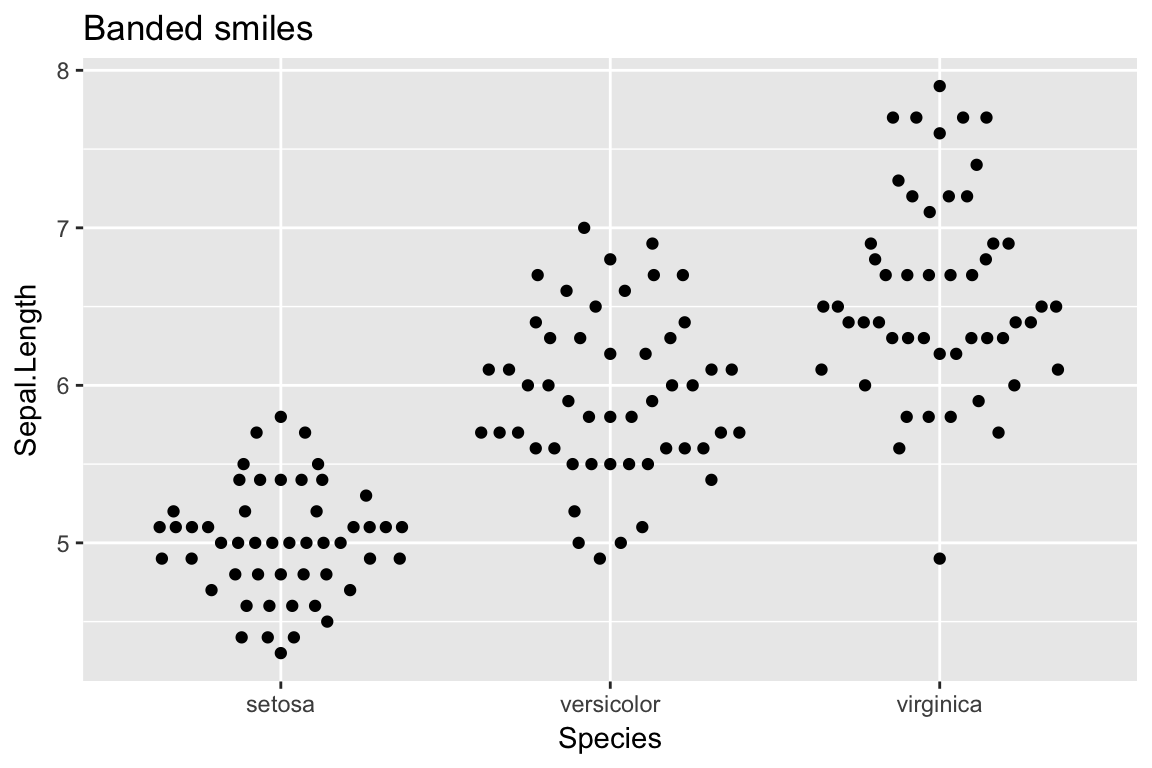 Banded smiles
Sepal.Length
8
7
6
5
setosa versicolor virginica
Species